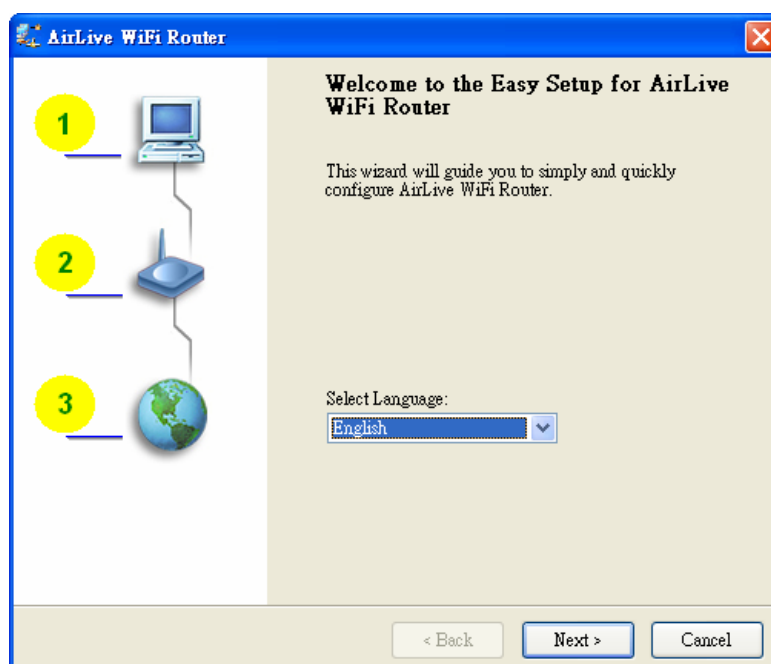 AirLive WiFi Router
1
2
3
Welcome to the Easy Setup for AirLive
WiFi Router
This wizard will guide you to simply and quickly
configure AirLive WiFi Router.
Select Language:
English
< Back
Next >
Cancel